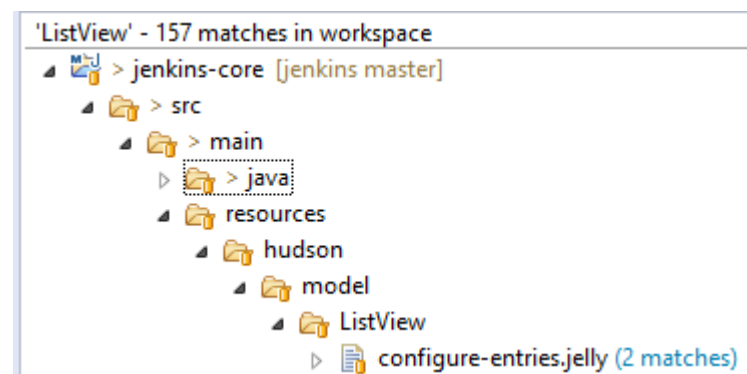 'ListView' - 157 matches in workspace
> jenkins-core [jenkins master]
> src
> main
> java
resources
hudson
model
ListView
configure-entries.jelly (2 matches)